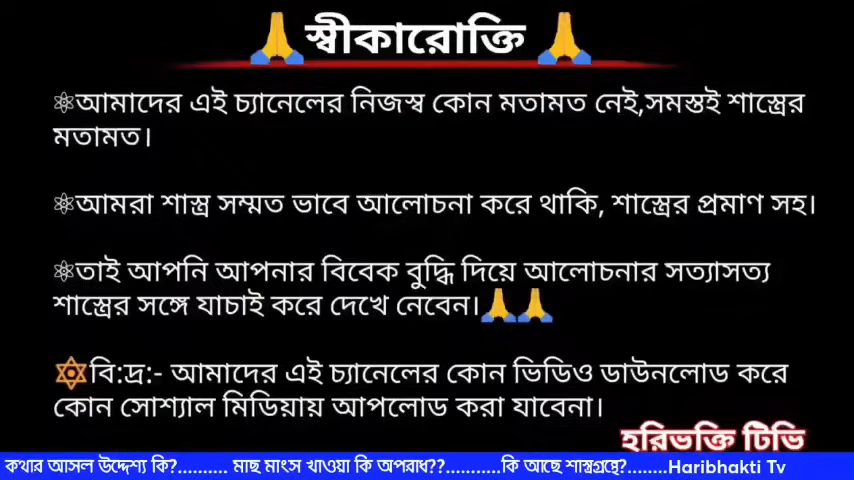 🙏স্বীকারোক্তি 🙏
⚛আমাদের এই চ্যানেলের নিজস্ব কোন মতামত নেই,সমস্তই শাস্ত্রের
মতামত।
⚛আমরা শাস্ত্র সম্মত ভাবে আলোচনা করে থাকি, শাস্ত্রের প্রমাণ সহ।
⚛তাই আপনি আপনার বিবেক বুদ্ধি দিয়ে আলোচনার সত্যাসত্য
শাস্ত্রের সঙ্গে যাচাই করে দেখে নেবেন।🙏🙏
🔯বি:দ্র:- আমাদের এই চ্যানেলের কোন ভিডিও ডাউনলোড করে
কোন সোশ্যাল মিডিয়ায় আপলোড করা যাবেনা।
হরিভক্তি টিভি
কথার আসল উদ্দেশ্য কি?.......... মাছ মাংস খাওয়া কি অপরাধ??...........কি আছে শাস্ত্রগ্রন্থে?........Haribhakti Tv